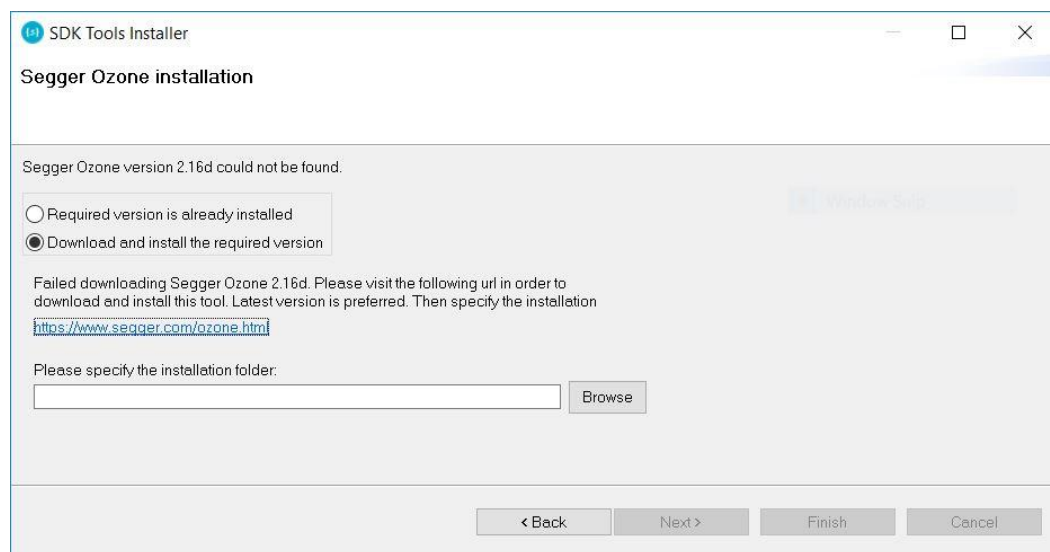 SDK Tools Installer
Segger Ozone installation
Segger Ozone version 2.16d could not be found.
Required version is already installed
Download and install the required version
Window Snip
Failed downloading Segger Ozone 2.16d. Please visit the following url in order to
download and install this tool. Latest version is preferred. Then specify the installation
https://www.segger.com/ozone.html
Please specify the installation folder:
Browse
< Back
Next >
Finish
Cancel